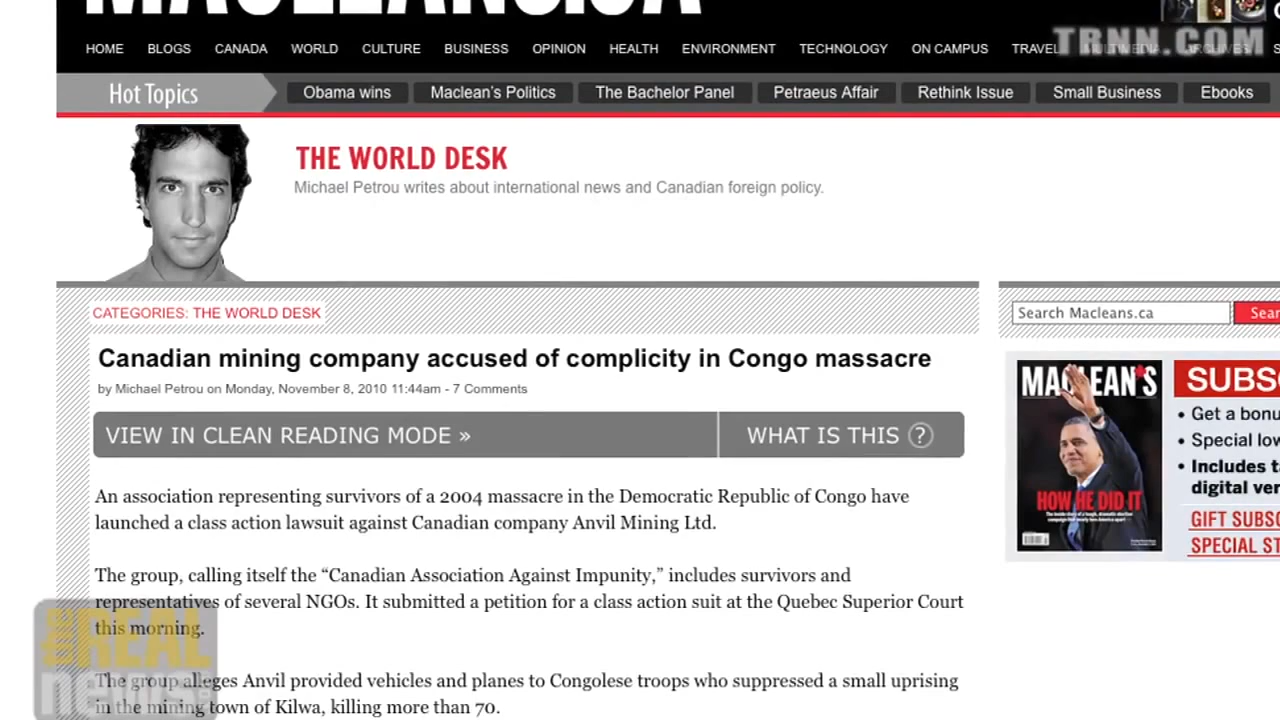 MACLEANS.CA
TRNN.COM
HOME BLOGS CANADA WORLD CULTURE BUSINESS OPINION HEALTH ENVIRONMENT TECHNOLOGY ON CAMPUS TRAVEL MULTIMEDIA ARCHIVES
Hot Topics Obama wins Maclean's Politics The Bachelor Panel Petraeus Affair Rethink Issue Small Business Ebooks
THE WORLD DESK
Michael Petrou writes about international news and Canadian foreign policy.
CATEGORIES: THE WORLD DESK
Search Macleans.ca Sear
Canadian mining company accused of complicity in Congo massacre
by Michael Petrou on Monday, November 8, 2010 11:44am - 7 Comments
VIEW IN CLEAN READING MODE » WHAT IS THIS ?
An association representing survivors of a 2004 massacre in the Democratic Republic of Congo have
launched a class action lawsuit against Canadian company Anvil Mining Ltd.
The group, calling itself the “Canadian Association Against Impunity,” includes survivors and
representatives of several NGOs. It submitted a petition for a class action suit at the Quebec Superior Court
this morning.
The group alleges Anvil provided vehicles and planes to Congolese troops who suppressed a small uprising
in the mining town of Kilwa, killing more than 70.
MACLEAN'S
HOW HE DID IT
SUBS
• Get a bonu
• Special low
• Includes ta
digital ver
GIFT SUBSC
SPECIAL ST
the REAL
news